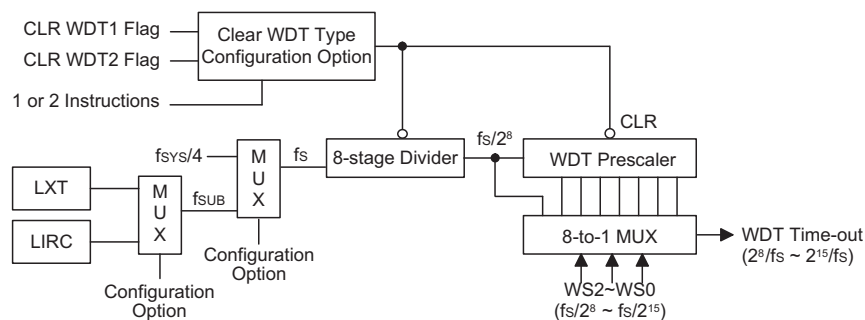 CLR WDT1 Flag
CLR WDT2 Flag
1 or 2 Instructions
Clear WDT Type
Configuration Option
CLR
fSYS/4
fS
8-stage Divider
fS/2⁸
WDT Prescaler
LXT
LIRC
M
U
X
fSUB
M
U
X
Configuration
Option
Configuration
Option
8-to-1 MUX
WDT Time-out
(2⁸/fS ~ 2¹⁵/fS)
WS2~WS0
(fS/2⁸ ~ fS/2¹⁵)